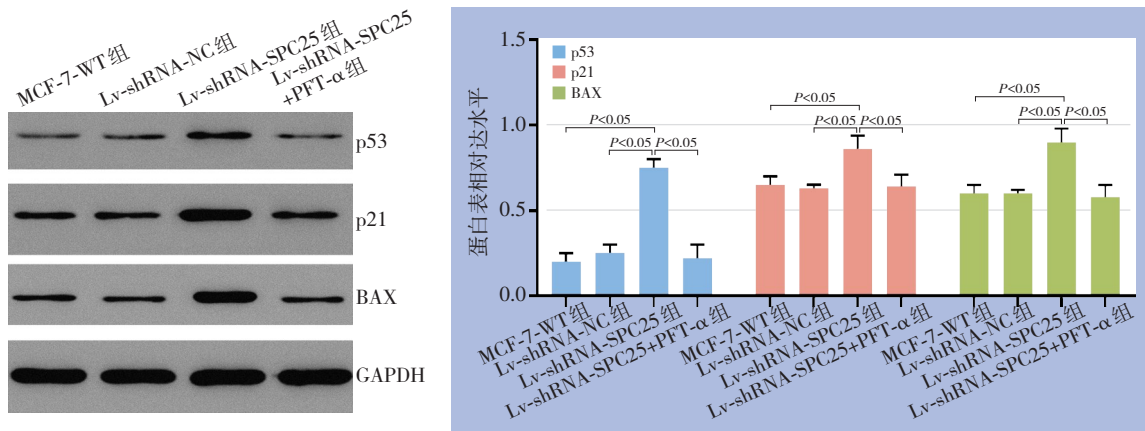 MCF-7-WT组
Lv-shRNA-NC组
Lv-shRNA-SPC25组
Lv-shRNA-SPC25
+PFT-α组
p53
p21
BAX
GAPDH
蛋白表相对达水平
1.5
1.0
0.5
0.0
p53
p21
BAX
P<0.05
P<0.05
P<0.05
P<0.05
P<0.05
P<0.05
P<0.05
P<0.05
P<0.05
MCF-7-WT组
Lv-shRNA-NC组
Lv-shRNA-SPC25组
Lv-shRNA-SPC25+PFT-α组
MCF-7-WT组
Lv-shRNA-NC组
Lv-shRNA-SPC25组
Lv-shRNA-SPC25+PFT-α组
MCF-7-WT组
Lv-shRNA-NC组
Lv-shRNA-SPC25组
Lv-shRNA-SPC25+PFT-α组